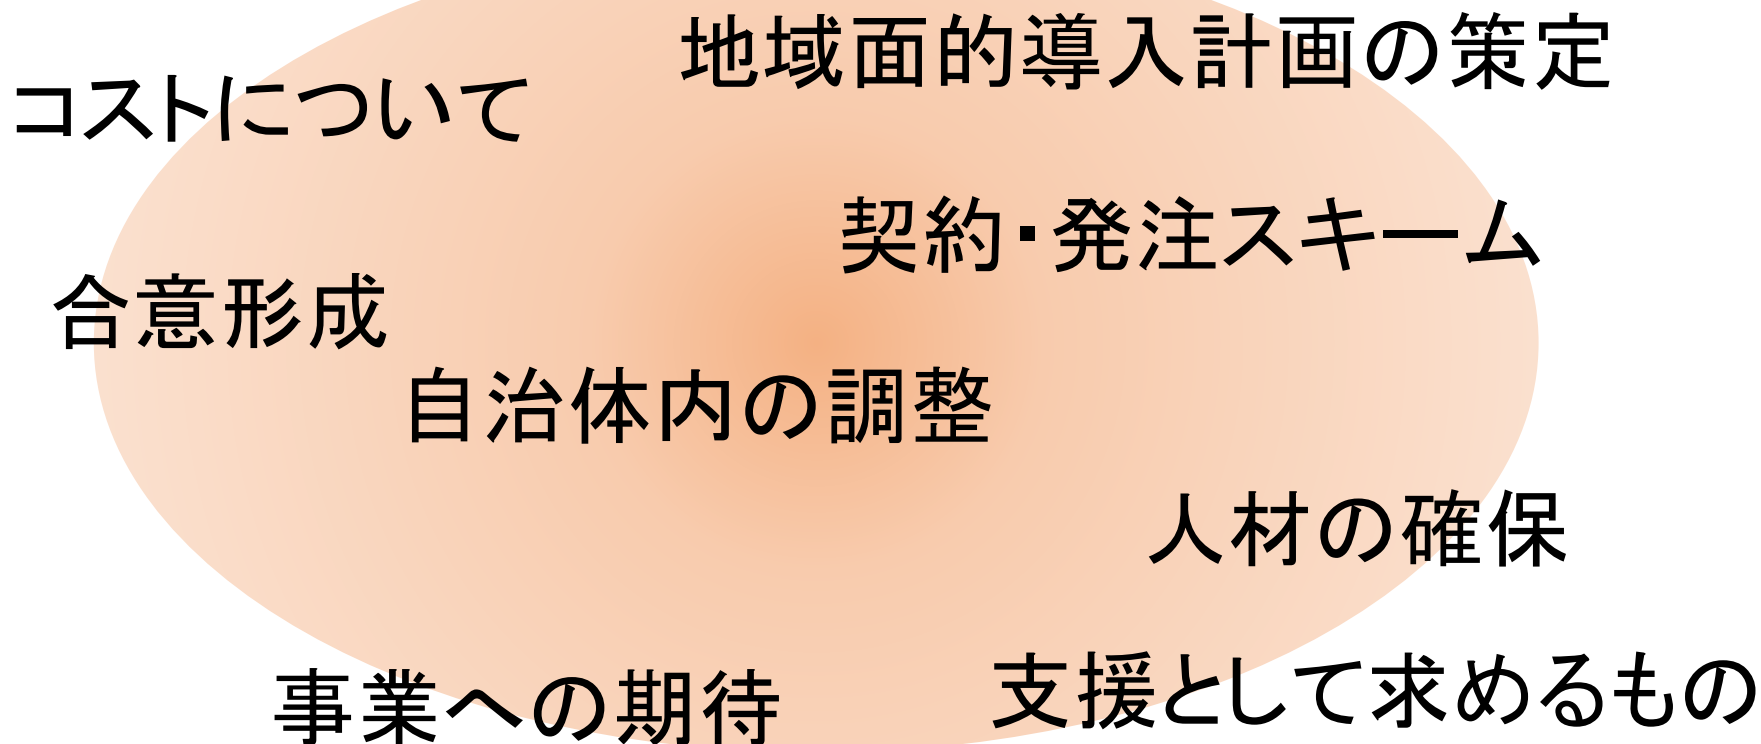 地域面的導入計画の策定
コストについて
契約・発注スキーム
合意形成
自治体内の調整
人材の確保
支援として求めるもの
事業への期待